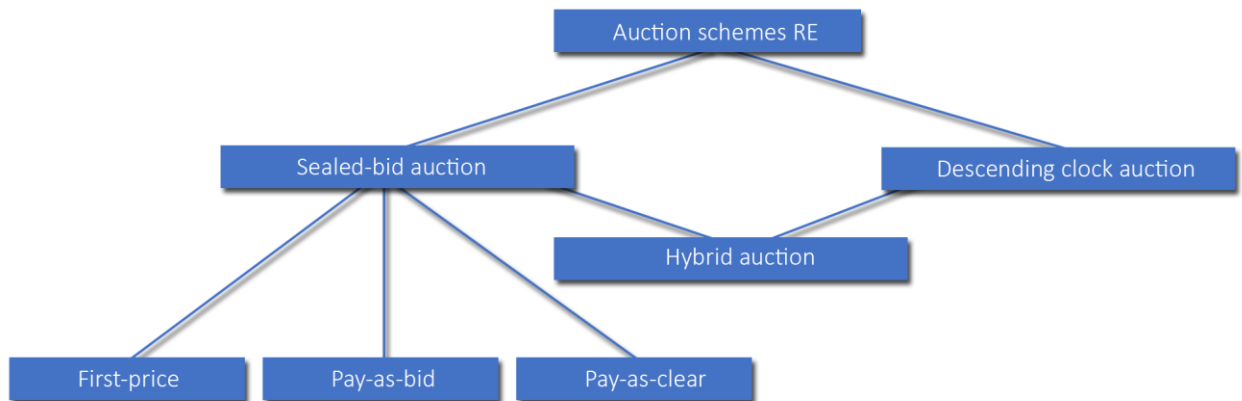 Auction schemes RE
Sealed-bid auction
Descending clock auction
Hybrid auction
First-price
Pay-as-bid
Pay-as-clear